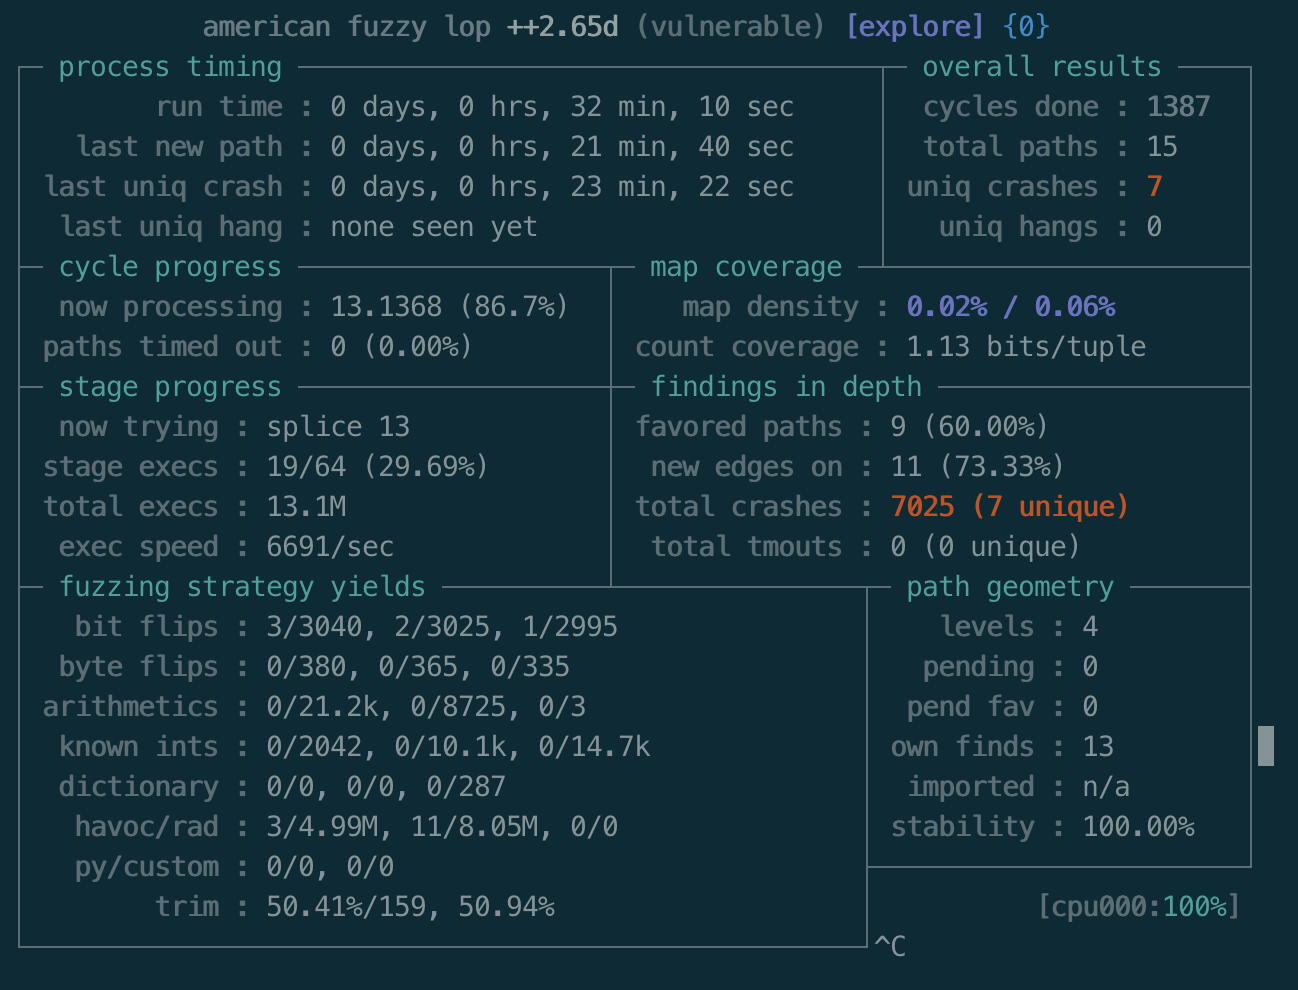 american fuzzy lop ++2.65d (vulnerable) [explore] {0}
process timing overall results
run time : 0 days, 0 hrs, 32 min, 10 sec cycles done : 1387
last new path : 0 days, 0 hrs, 21 min, 40 sec total paths : 15
last uniq crash : 0 days, 0 hrs, 23 min, 22 sec uniq crashes : 7
last uniq hang : none seen yet uniq hangs : 0
cycle progress map coverage
now processing : 13.1368 (86.7%) map density : 0.02% / 0.06%
paths timed out : 0 (0.00%) count coverage : 1.13 bits/tuple
stage progress findings in depth
now trying : splice 13 favored paths : 9 (60.00%)
stage execs : 19/64 (29.69%) new edges on : 11 (73.33%)
total execs : 13.1M total crashes : 7025 (7 unique)
exec speed : 6691/sec total tmouts : 0 (0 unique)
fuzzing strategy yields path geometry
bit flips : 3/3040, 2/3025, 1/2995 levels : 4
byte flips : 0/380, 0/365, 0/335 pending : 0
arithmetics : 0/21.2k, 0/8725, 0/3 pend fav : 0
known ints : 0/2042, 0/10.1k, 0/14.7k own finds : 13
dictionary : 0/0, 0/0, 0/287 imported : n/a
havoc/rad : 3/4.99M, 11/8.05M, 0/0 stability : 100.00%
py/custom : 0/0, 0/0
trim : 50.41%/159, 50.94% [cpu000:100%]
^C